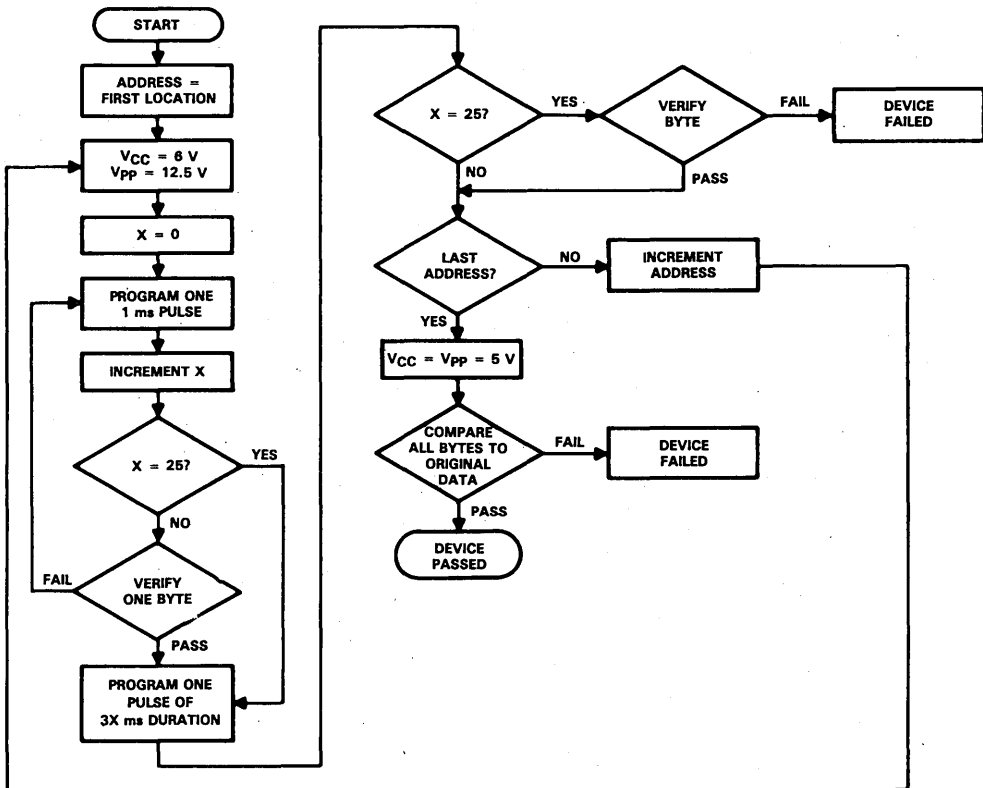 START
ADDRESS =
FIRST LOCATION
VCC = 6 V
VPP = 12.5 V
X = 0
PROGRAM ONE
1 ms PULSE
INCREMENT X
X = 25?
YES
NO
VERIFY
ONE BYTE
FAIL
PASS
PROGRAM ONE
PULSE OF
3X ms DURATION
X = 25?
YES
NO
VERIFY
BYTE
FAIL
PASS
DEVICE
FAILED
LAST
ADDRESS?
NO
YES
INCREMENT
ADDRESS
VCC = VPP = 5 V
COMPARE
ALL BYTES TO
ORIGINAL
DATA
FAIL
PASS
DEVICE
FAILED
DEVICE
PASSED